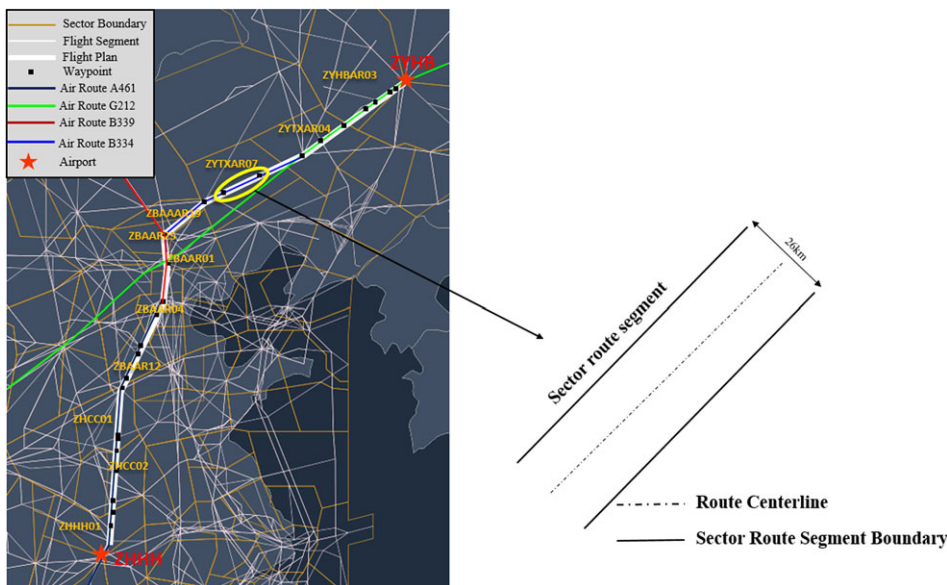 Sector Boundary
Flight Segment
Flight Plan
Waypoint
Air Route A461
Air Route G212
Air Route B339
Air Route B334
Airport
ZYHB
ZYHBAR03
ZYTXAR04
ZYTXAR07
ZBAAAR19
ZBAAR23
ZBAAR01
ZBAAR04
ZBAAR12
ZHCC01
ZHCC02
ZHHH01
ZHHH
26km
Sector route segment
Route Centerline
Sector Route Segment Boundary